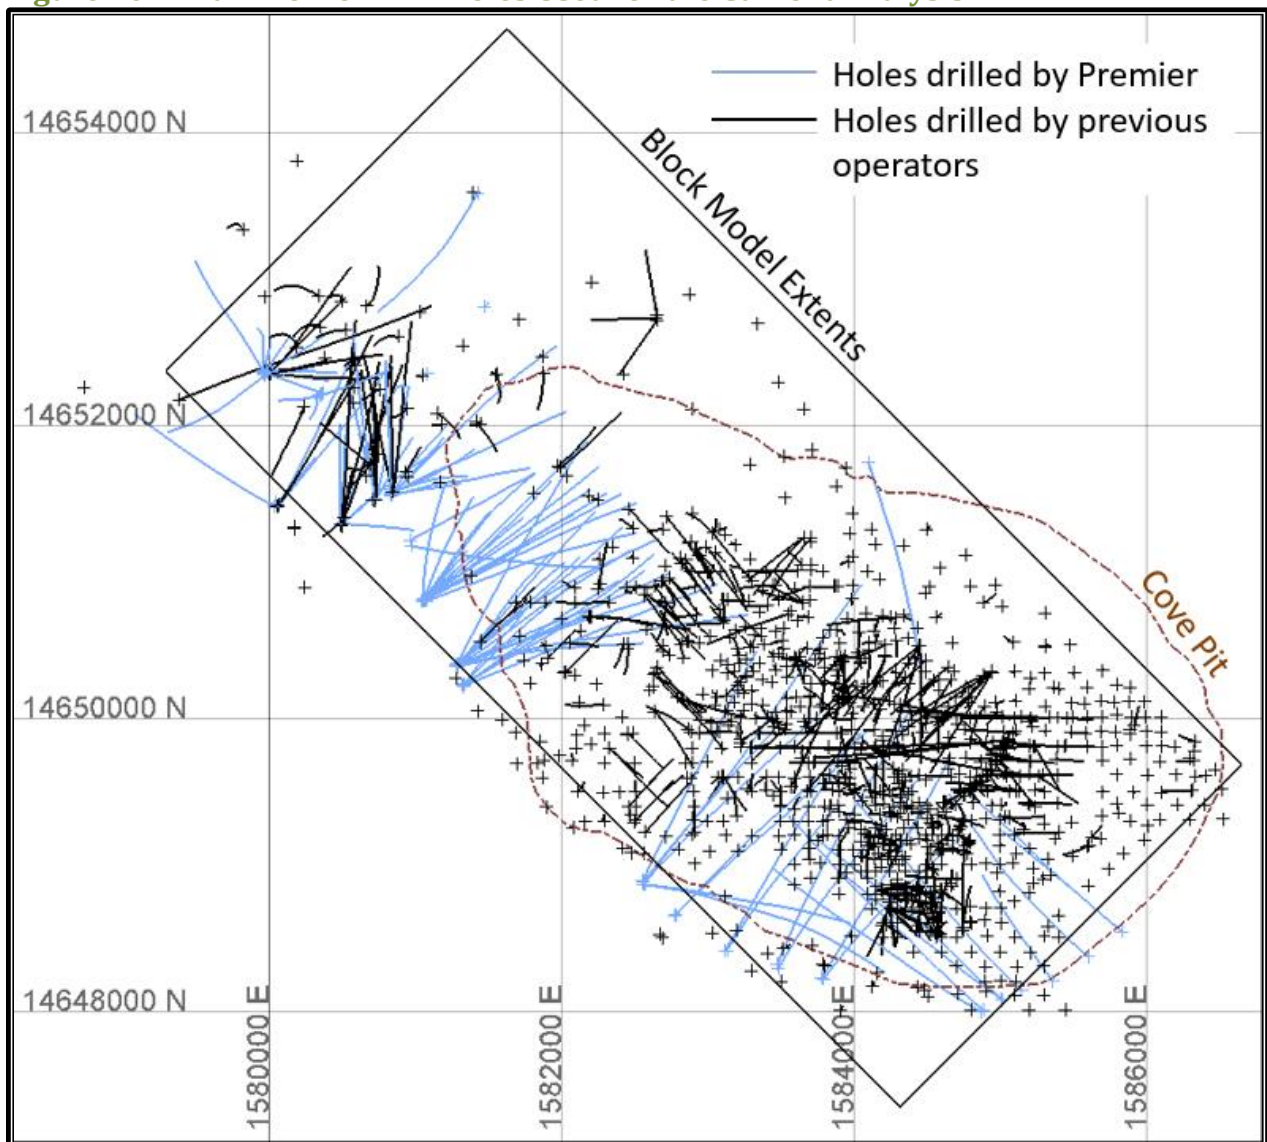 Holes drilled by Premier
Holes drilled by previous
operators
14654000 N
Block Model Extents
14652000 N
Cove Pit
14650000 N
14648000 N
1580000 E
1582000 E
1584000 E
1586000 E